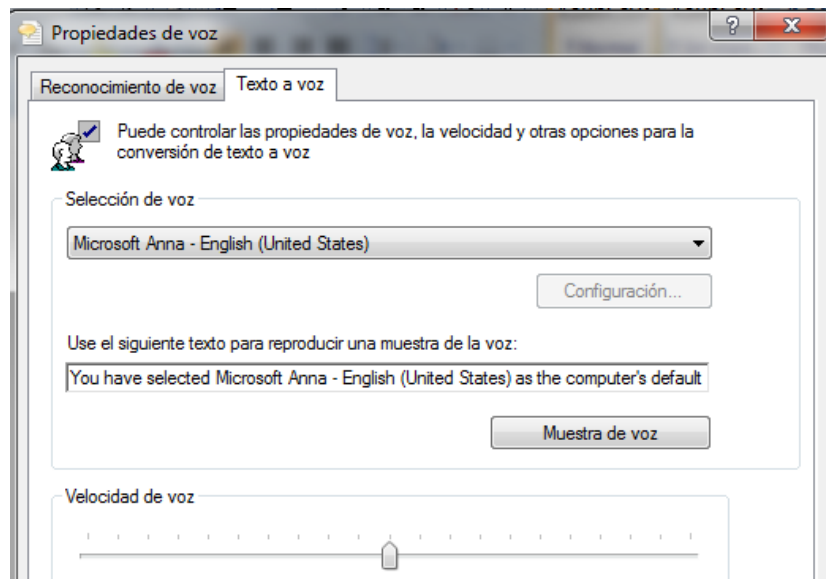 Propiedades de voz
Reconocimiento de voz
Texto a voz
Puede controlar las propiedades de voz, la velocidad y otras opciones para la
conversión de texto a voz
Selección de voz
Microsoft Anna - English (United States)
Configuración...
Use el siguiente texto para reproducir una muestra de la voz:
You have selected Microsoft Anna - English (United States) as the computer's default
Muestra de voz
Velocidad de voz